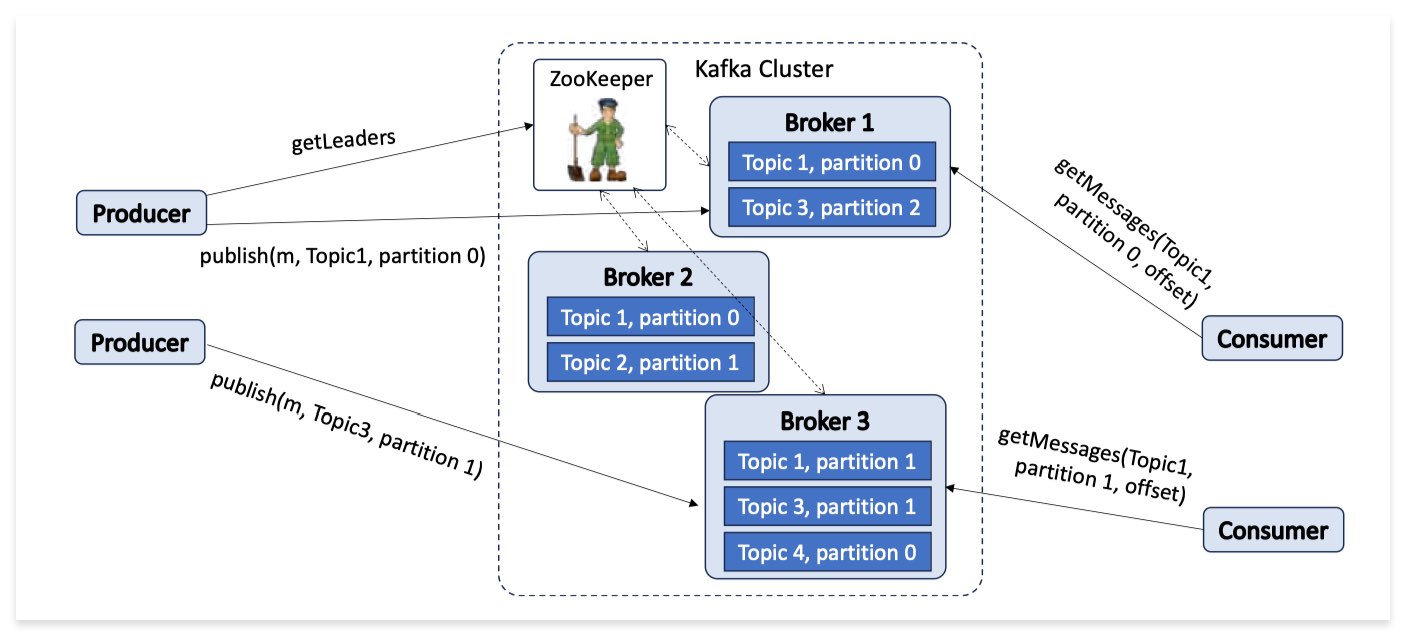 Kafka Cluster
ZooKeeper
Broker 1
Topic 1, partition 0
Topic 3, partition 2
getLeaders
Producer
publish(m, Topic1, partition 0)
Broker 2
Topic 1, partition 0
Topic 2, partition 1
Producer
publish(m, Topic3, partition 1)
Broker 3
Topic 1, partition 1
Topic 3, partition 1
Topic 4, partition 0
getMessages(Topic1,
partition 0, offset)
Consumer
getMessages(Topic1,
partition 1, offset)
Consumer